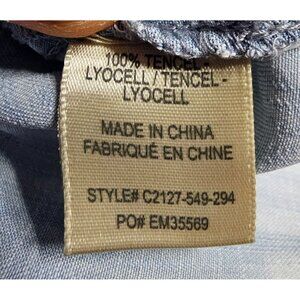 100% TENCEL -
LYOCELL / TENCEL -
LYOCELL
MADE IN CHINA
FABRIQUÉ EN CHINE
STYLE# C2127-549-294
PO# EM35569